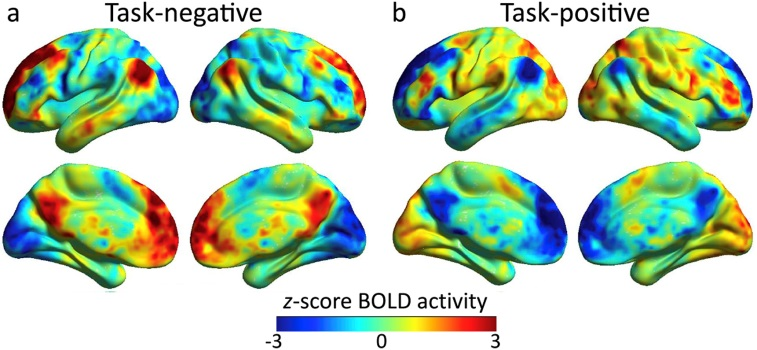 a Task-negative b Task-positive
z-score BOLD activity
-3 0 3